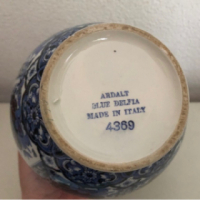 ARDALT
BLUE DELFIA
MADE IN ITALY
4369